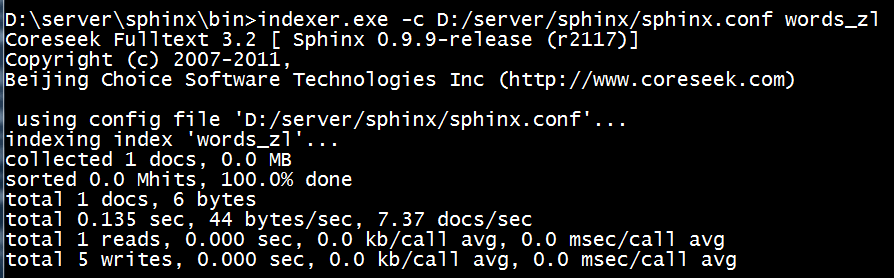 D:\server\sphinx\bin>indexer.exe -c D:/server/sphinx/sphinx.conf words_zl
Coreseek Fulltext 3.2 [ Sphinx 0.9.9-release (r2117)]
Copyright (c) 2007-2011,
Beijing Choice Software Technologies Inc (http://www.coreseek.com)
using config file 'D:/server/sphinx/sphinx.conf'...
indexing index 'words_zl'...
collected 1 docs, 0.0 MB
sorted 0.0 Mhits, 100.0% done
total 1 docs, 6 bytes
total 0.135 sec, 44 bytes/sec, 7.37 docs/sec
total 1 reads, 0.000 sec, 0.0 kb/call avg, 0.0 msec/call avg
total 5 writes, 0.000 sec, 0.0 kb/call avg, 0.0 msec/call avg